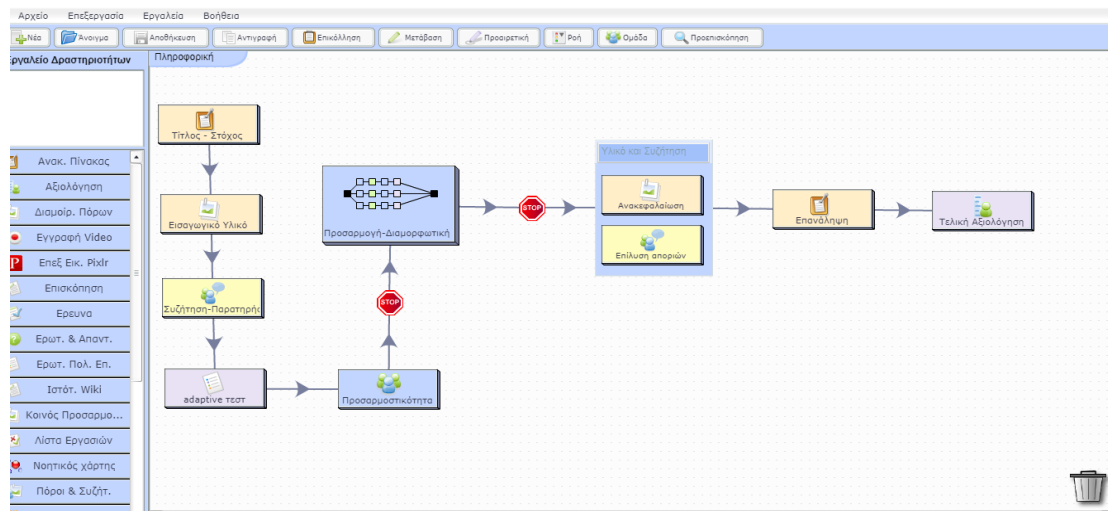 Αρχείο Επεξεργασία Εργαλεία Βοήθεια
Νέο Άνοιγμα Αποθήκευση Αντιγραφή Επικόλληση Μετάβαση Προαιρετική Ροή Ομάδα Προεπισκόπηση
ργαλείο Δραστηριοτήτων
Πληροφορική
Ανακ. Πίνακας
Αξιολόγηση
Διαμοίρ. Πόρων
Εγγραφή Video
Επεξ Εικ. Pixlr
Επισκόπηση
Ερευνα
Ερωτ. & Απαντ.
Ερωτ. Πολ. Επ.
Ιστότ. Wiki
Κοινός Προσαρμο...
Λίστα Εργασιών
Νοητικός χάρτης
Πόροι & Συζήτ.
Τίτλος - Στόχος
Εισαγωγικό Υλικό
Συζήτηση-Παρατηρήσ
adaptive τεστ
Προσαρμοστικότητα
STOP
Προσαρμογή-Διαμορφωτική
STOP
Υλικό και Συζήτηση
Ανακεφαλαίωση
Επίλυση αποριών
Επανάληψη
Τελική Αξιολόγηση